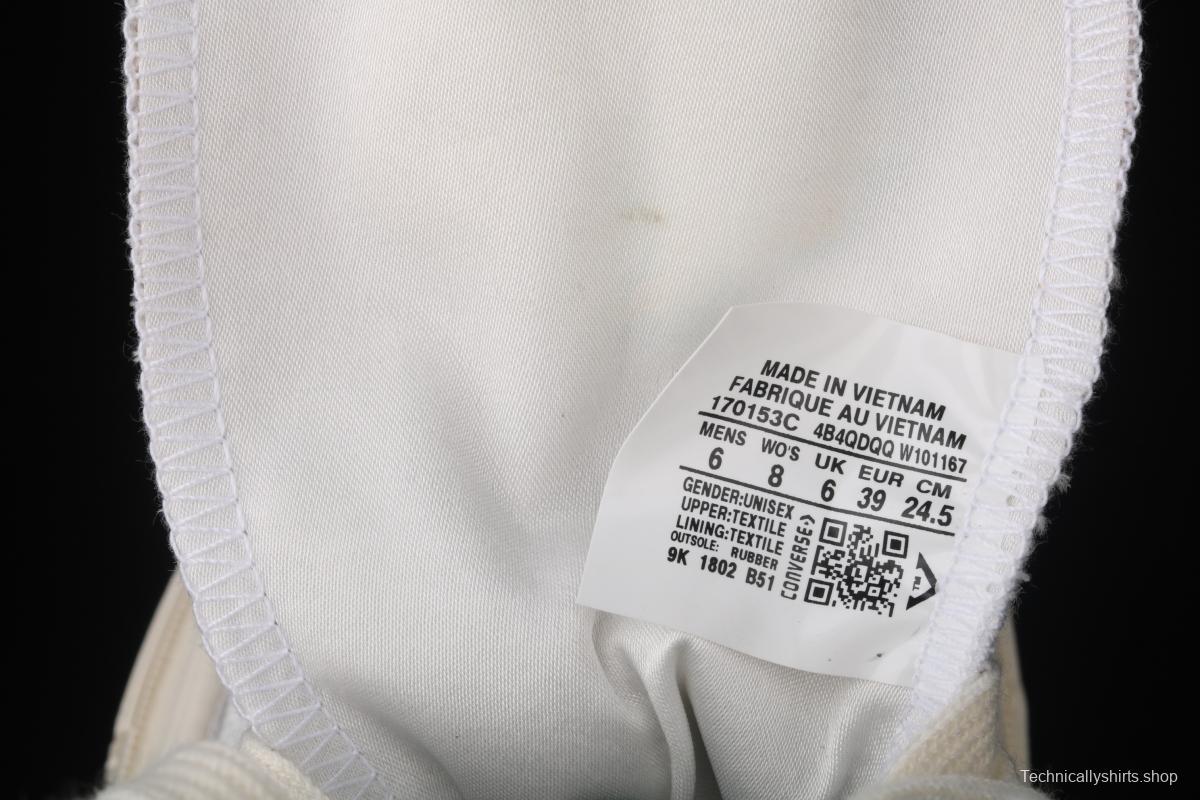 MADE IN VIETNAM
FABRIQUE AU VIETNAM
170153C 4B4QDQQ W101167
MENS WO'S UK EUR CM
6 8 6 39 24.5
GENDER:UNISEX
UPPER:TEXTILE
LINING:TEXTILE
OUTSOLE: RUBBER
9K 1802 B51
CONVERSE
TM
Technicallyshirts.shop